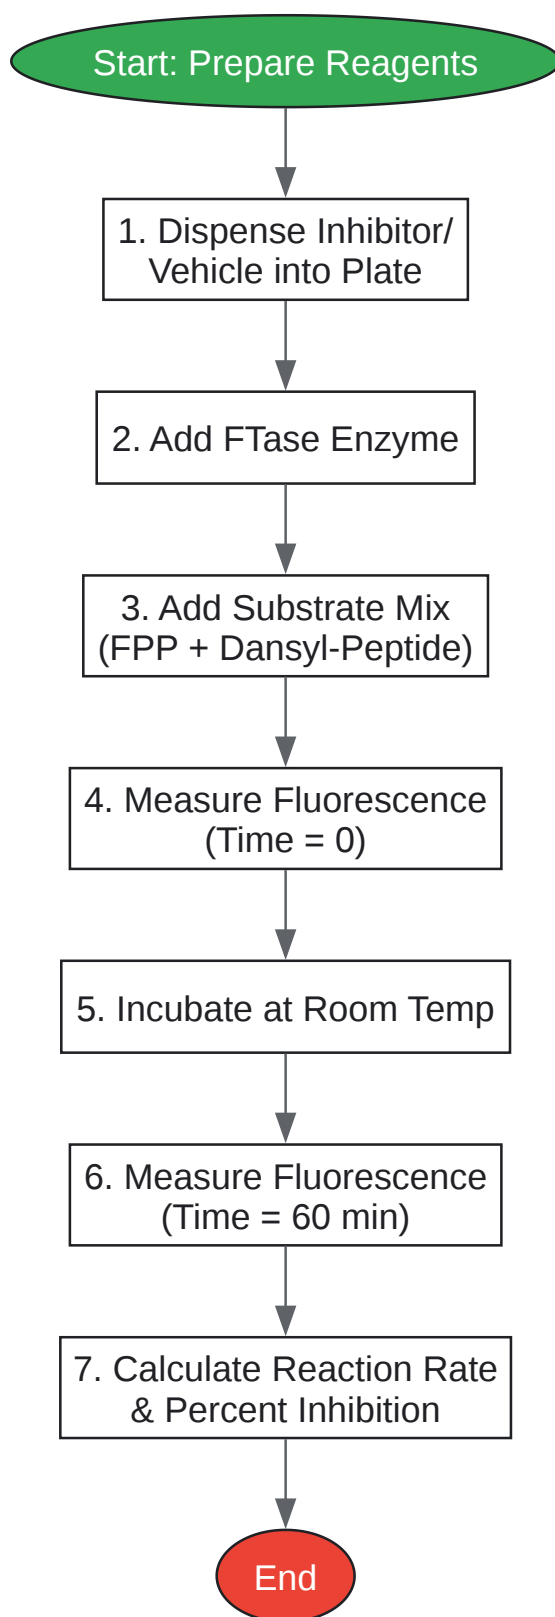 Start: Prepare Reagents
1. Dispense Inhibitor/
Vehicle into Plate
2. Add FTase Enzyme
3. Add Substrate Mix
(FPP + Dansyl-Peptide)
4. Measure Fluorescence
(Time = 0)
5. Incubate at Room Temp
6. Measure Fluorescence
(Time = 60 min)
7. Calculate Reaction Rate
& Percent Inhibition
End